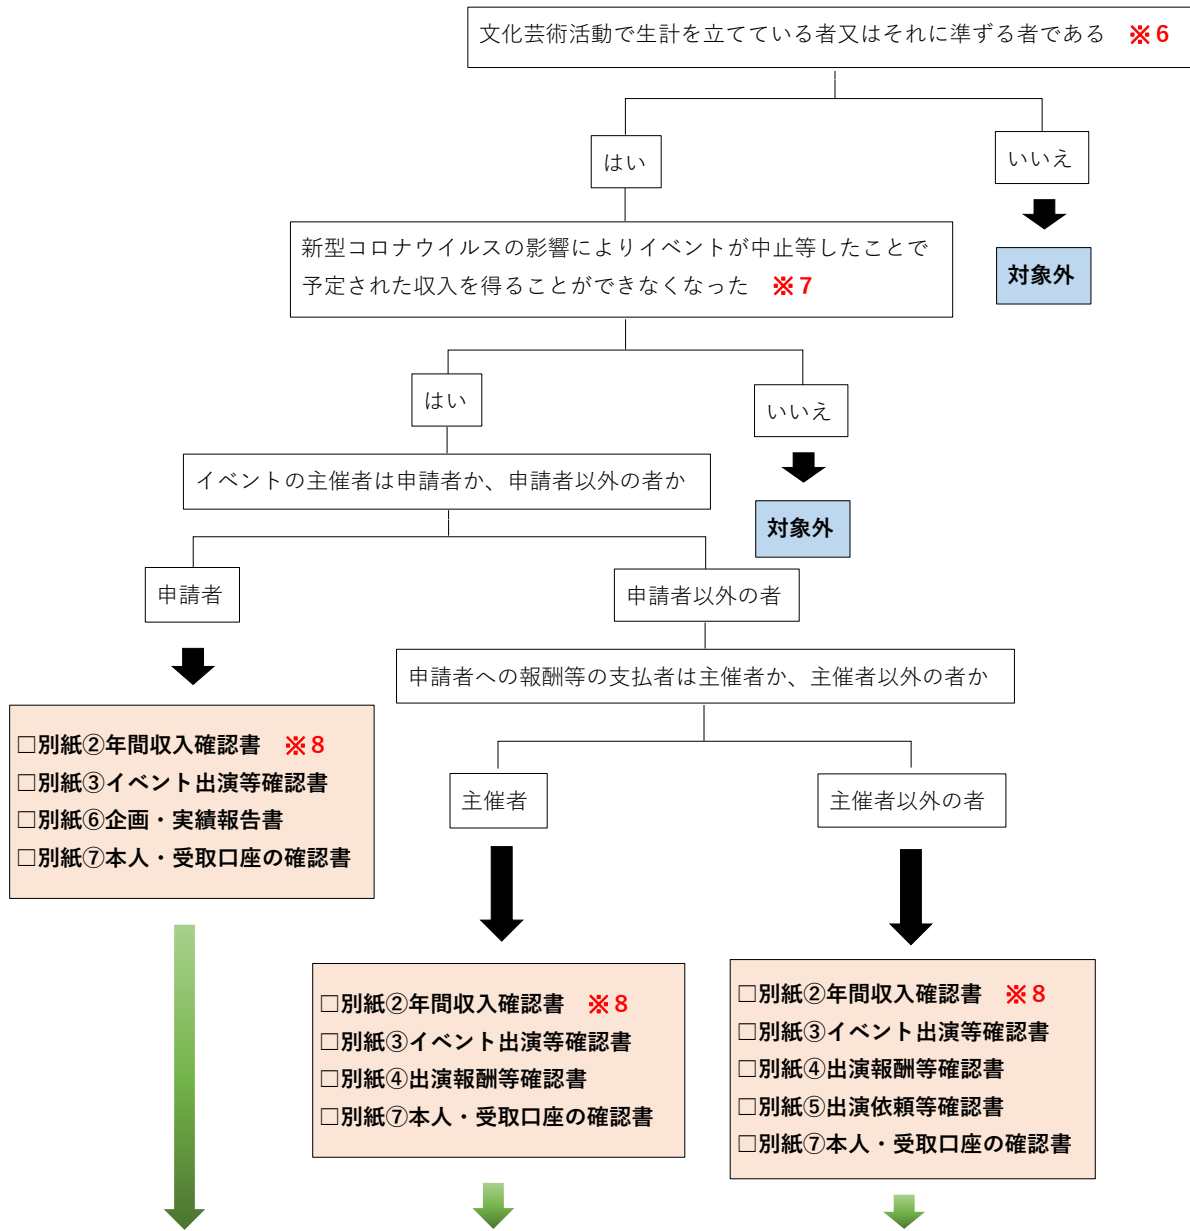 文化芸術活動で生計を立てている者又はそれに準ずる者である　※６
はい
いいえ
新型コロナウイルスの影響によりイベントが中止等したことで
予定された収入を得ることができなくなった　※７
対象外
はい
いいえ
イベントの主催者は申請者か、申請者以外の者か
対象外
申請者
申請者以外の者
申請者への報酬等の支払者は主催者か、主催者以外の者か
□別紙②年間収入確認書　※８
□別紙③イベント出演等確認書
□別紙⑥企画・実績報告書
□別紙⑦本人・受取口座の確認書
主催者
主催者以外の者
□別紙②年間収入確認書　※８
□別紙③イベント出演等確認書
□別紙④出演報酬等確認書
□別紙⑦本人・受取口座の確認書
□別紙②年間収入確認書　※８
□別紙③イベント出演等確認書
□別紙④出演報酬等確認書
□別紙⑤出演依頼等確認書
□別紙⑦本人・受取口座の確認書